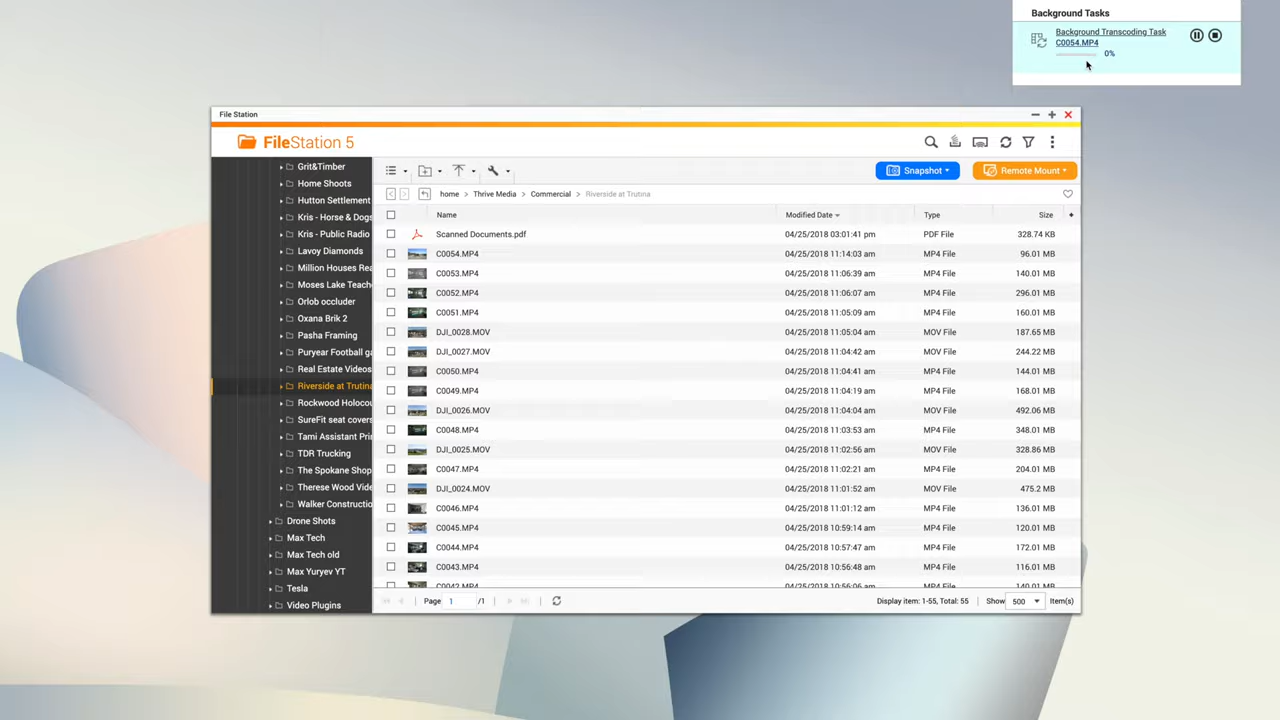 Background Tasks
Background Transcoding Task
C0054.MP4
0%
File Station
FileStation 5
Snapshot
Remote Mount
home > Thrive Media > Commercial > Riverside at Trutina
Name Modified Date Type Size
Scanned Documents.pdf 04/25/2018 03:01:41 pm PDF File 328.74 KB
C0054.MP4 04/25/2018 11:14:03 am MP4 File 96.01 MB
C0053.MP4 04/25/2018 11:06:39 am MP4 File 140.01 MB
C0052.MP4 04/25/2018 11:06:07 am MP4 File 296.01 MB
C0051.MP4 04/25/2018 11:05:09 am MP4 File 160.01 MB
DJI_0028.MOV 04/25/2018 11:05:04 am MOV File 187.65 MB
DJI_0027.MOV 04/25/2018 11:04:42 am MOV File 244.22 MB
C0050.MP4 04/25/2018 11:04:41 am MP4 File 144.01 MB
C0049.MP4 04/25/2018 11:04:19 am MP4 File 168.01 MB
DJI_0026.MOV 04/25/2018 11:04:04 am MOV File 492.06 MB
C0048.MP4 04/25/2018 11:03:53 am MP4 File 348.01 MB
DJI_0025.MOV 04/25/2018 11:02:56 am MOV File 328.86 MB
C0047.MP4 04/25/2018 11:02:21 am MP4 File 204.01 MB
DJI_0024.MOV 04/25/2018 11:01:52 am MOV File 475.2 MB
C0046.MP4 04/25/2018 11:01:12 am MP4 File 136.01 MB
C0045.MP4 04/25/2018 10:59:14 am MP4 File 120.01 MB
C0044.MP4 04/25/2018 10:57:47 am MP4 File 172.01 MB
C0043.MP4 04/25/2018 10:56:48 am MP4 File 116.01 MB
C0042.MP4 04/25/2018 10:56:06 am MP4 File 140.01 MB
Grit&Timber
Home Shoots
Hutton Settlement
Kris - Horse & Dogs
Kris - Public Radio
Lavoy Diamonds
Million Houses Rea
Moses Lake Teach
Orlob occluder
Oxana Brik 2
Pasha Framing
Puryear Football ga
Real Estate Videos
Riverside at Trutina
Rockwood Holocou
SureFit seat covers
Tami Assistant Pri
TDR Trucking
The Spokane Shop
Therese Wood Vide
Walker Constructio
Drone Shots
Max Tech
Max Tech old
Max Yuryev YT
Tesla
Video Plugins
Page 1 /1
Display item: 1-55, Total: 55 Show 500 Item(s)